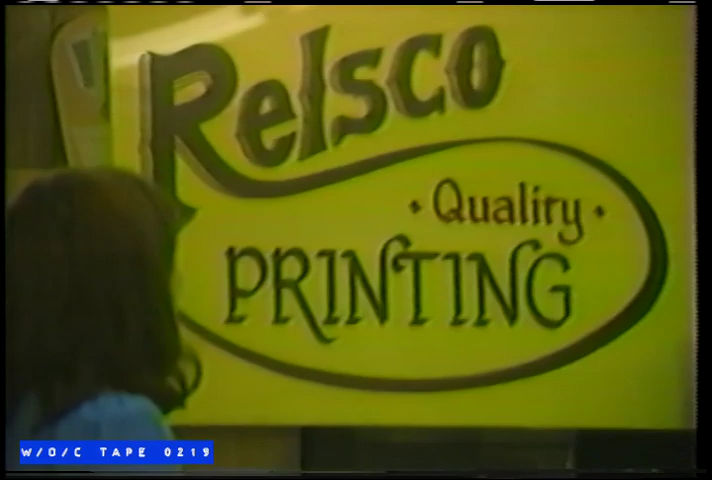 Relsco
• Quality •
PRINTING
W/O/C TAPE 0219